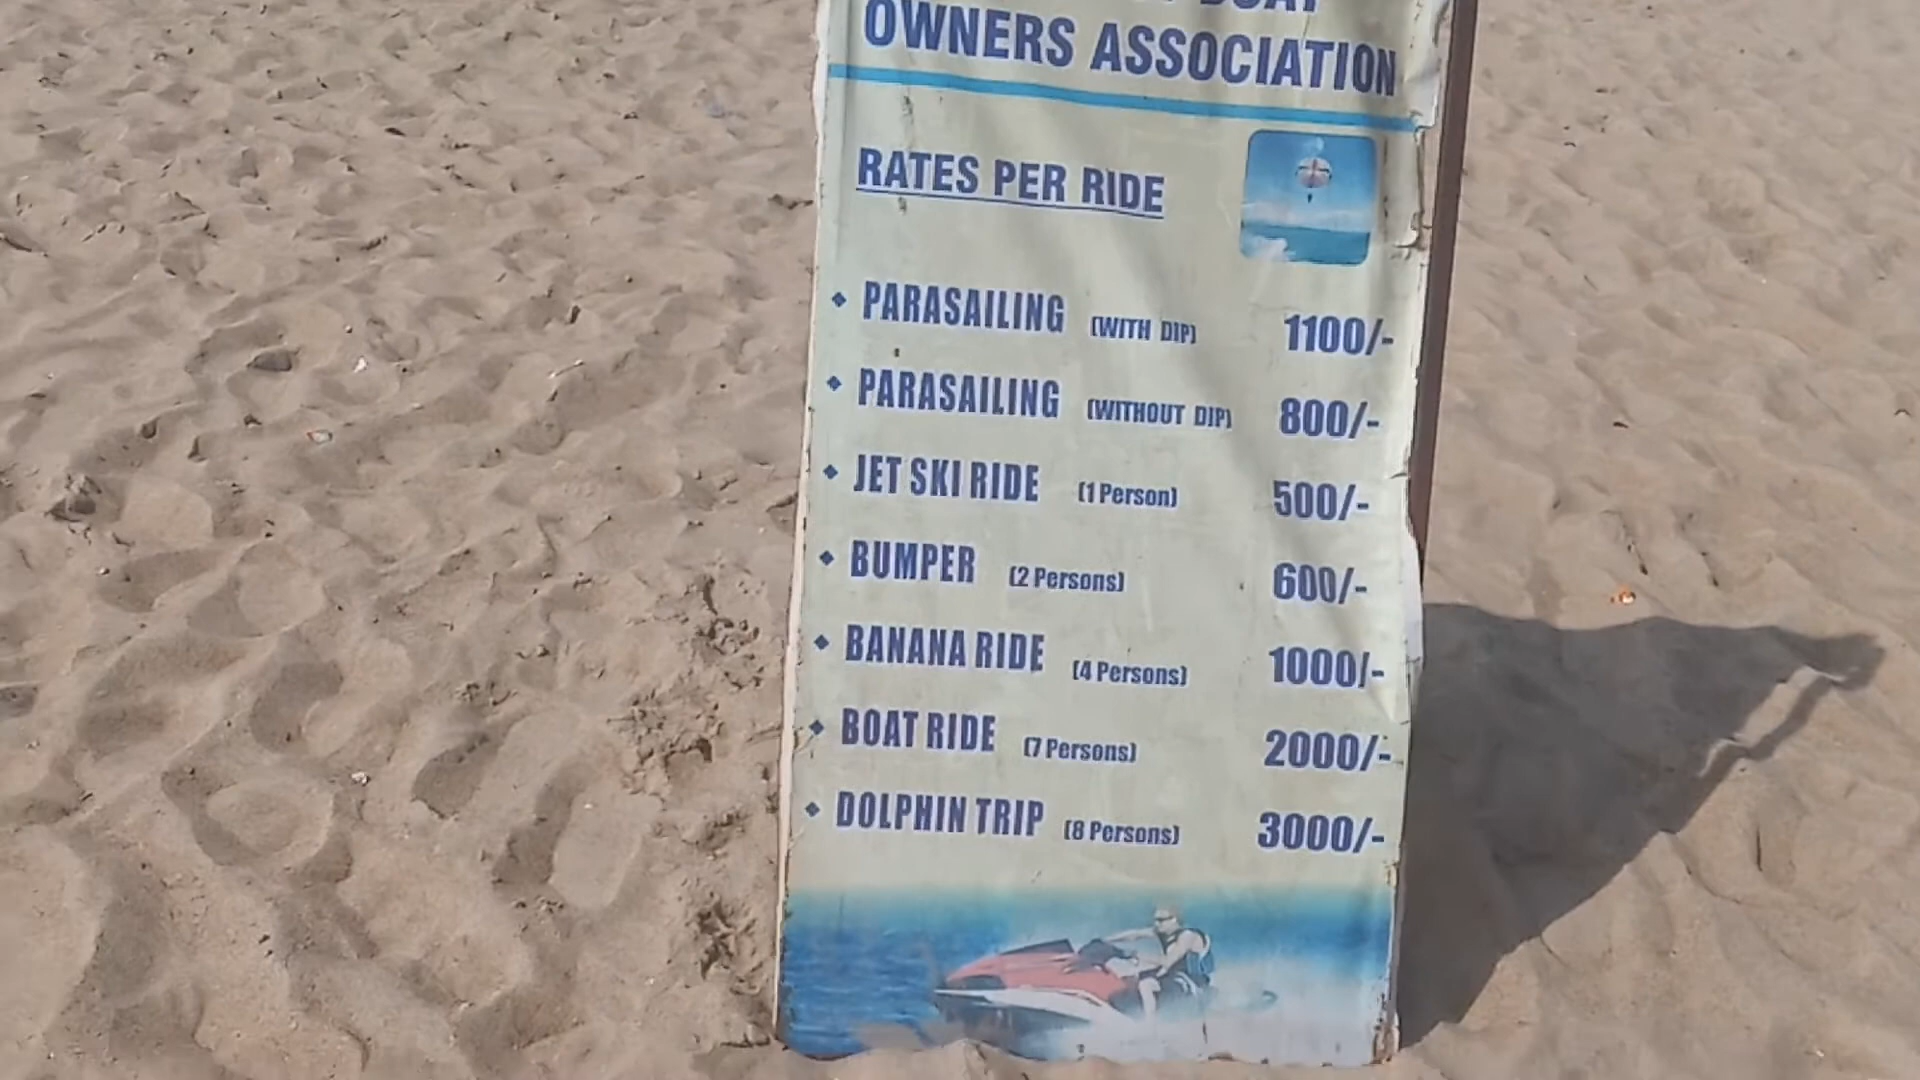 BOAT
OWNERS ASSOCIATION
RATES PER RIDE
❖ PARASAILING (WITH DIP) 1100/-
❖ PARASAILING (WITHOUT DIP) 800/-
❖ JET SKI RIDE (1 Person) 500/-
❖ BUMPER (2 Persons) 600/-
❖ BANANA RIDE (4 Persons) 1000/-
❖ BOAT RIDE (7 Persons) 2000/-
❖ DOLPHIN TRIP (8 Persons) 3000/-